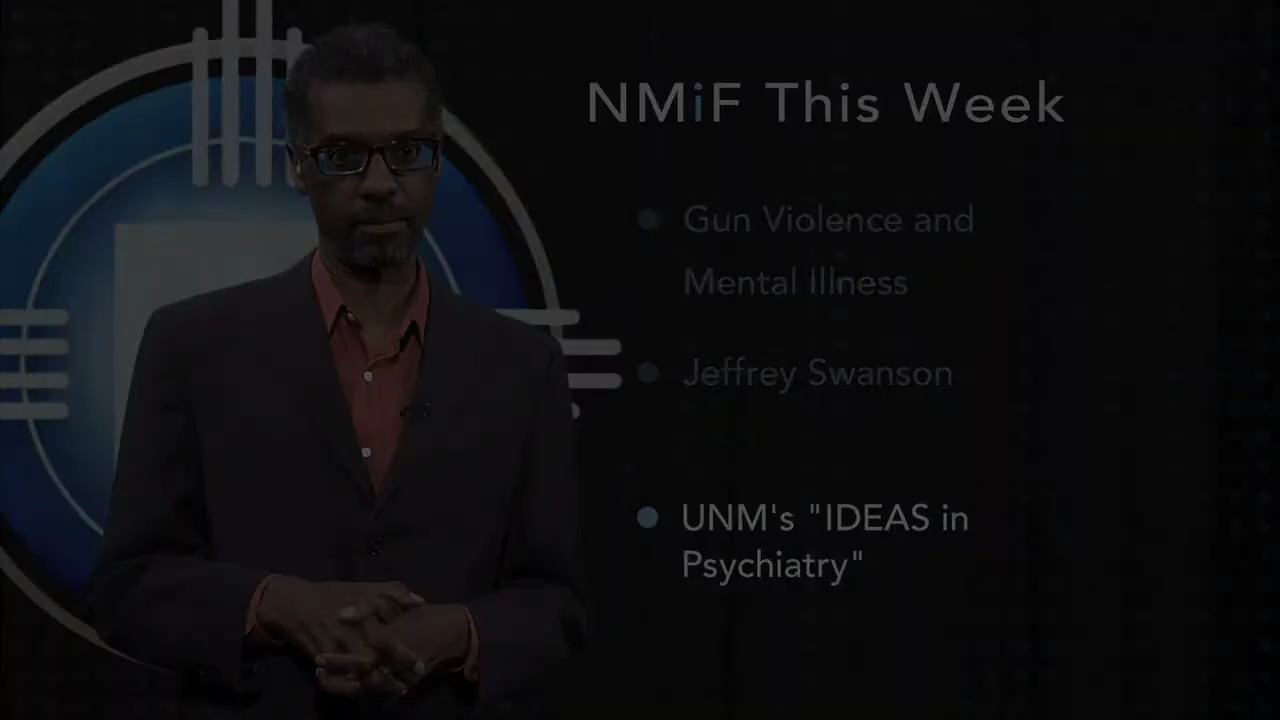 NMiF This Week
Gun Violence and
Mental Illness
Jeffrey Swanson
UNM's "IDEAS in
Psychiatry"